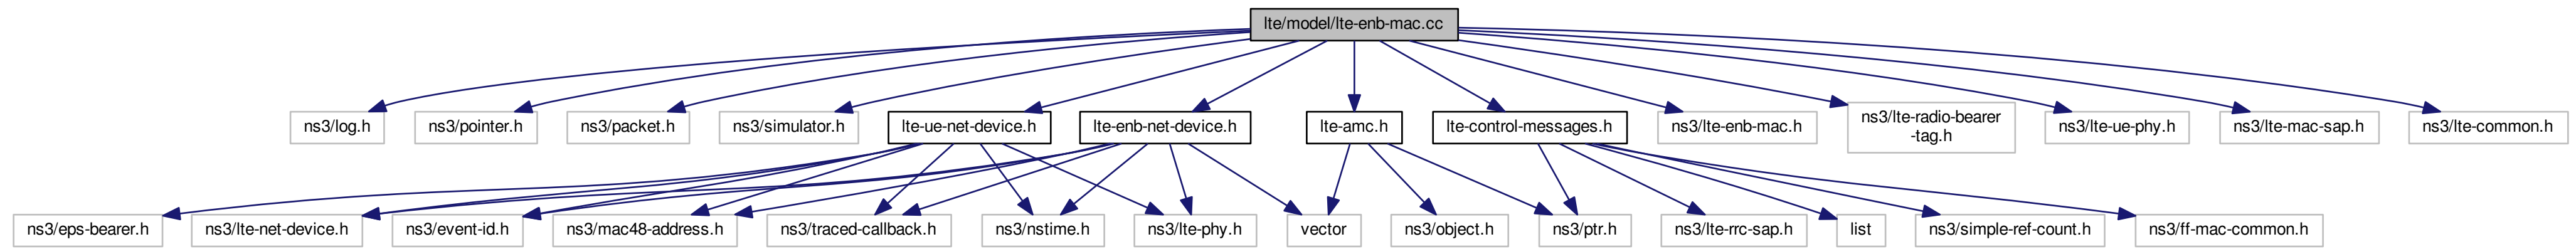 lte/model/lte-enb-mac.cc
ns3/log.h
ns3/pointer.h
ns3/packet.h
ns3/simulator.h
lte-ue-net-device.h
lte-enb-net-device.h
lte-amc.h
lte-control-messages.h
ns3/lte-enb-mac.h
ns3/lte-radio-bearer
-tag.h
ns3/lte-ue-phy.h
ns3/lte-mac-sap.h
ns3/lte-common.h
ns3/eps-bearer.h
ns3/lte-net-device.h
ns3/event-id.h
ns3/mac48-address.h
ns3/traced-callback.h
ns3/nstime.h
ns3/lte-phy.h
vector
ns3/object.h
ns3/ptr.h
ns3/lte-rrc-sap.h
list
ns3/simple-ref-count.h
ns3/ff-mac-common.h